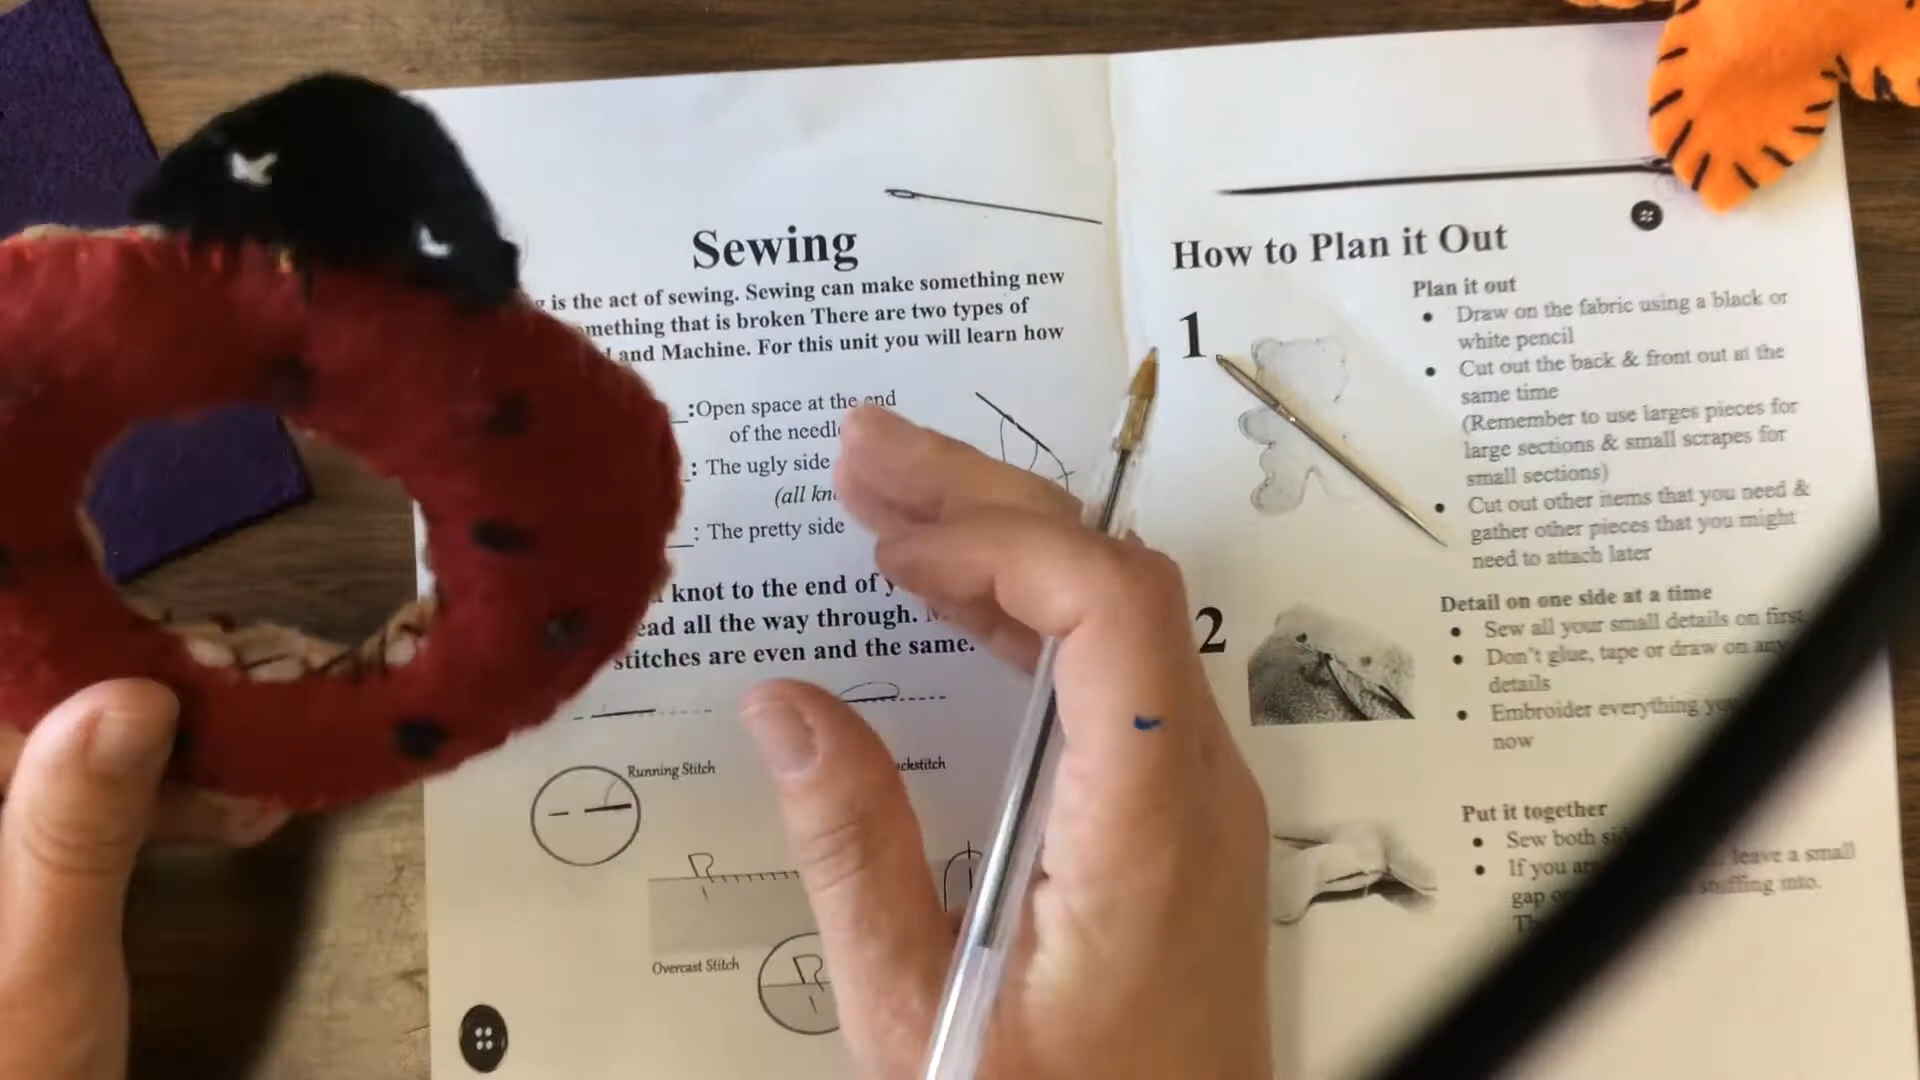 Sewing
is the act of sewing. Sewing can make something new
mething that is broken There are two types of
and Machine. For this unit you will learn how
:Open space at the end
of the needle
: The ugly side
(all kn
: The pretty side
knot to the end of y
ead all the way through.
stitches are even and the same.
Running Stitch
ckstitch
Overcast Stitch
How to Plan it Out
1
Plan it out
• Draw on the fabric using a black or
white pencil
• Cut out the back & front out at the
same time
(Remember to use larges pieces for
large sections & small scrapes for
small sections)
• Cut out other items that you need &
gather other pieces that you might
need to attach later
2
Detail on one side at a time
• Sew all your small details on first
• Don't glue, tape or draw on any
details
• Embroider everything yo
now
Put it together
• Sew both si
• If you a leave a small
gap o stuffing into.
Th